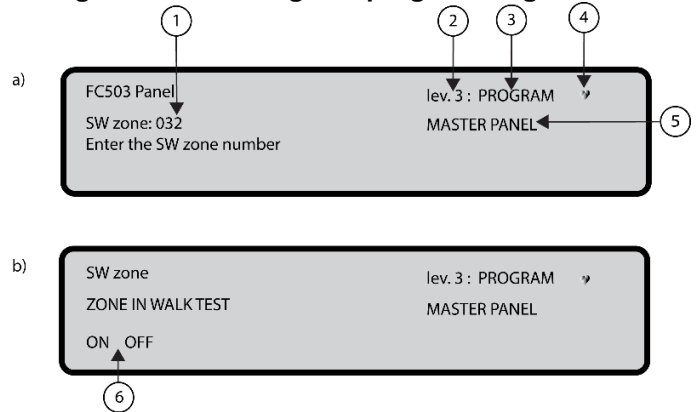 1 2 3 4
a)
FC503 Panel lev. 3 : PROGRAM
SW zone: 032 MASTER PANEL 5
Enter the SW zone number
b)
SW zone lev. 3 : PROGRAM
ZONE IN WALK TEST MASTER PANEL
ON OFF
6